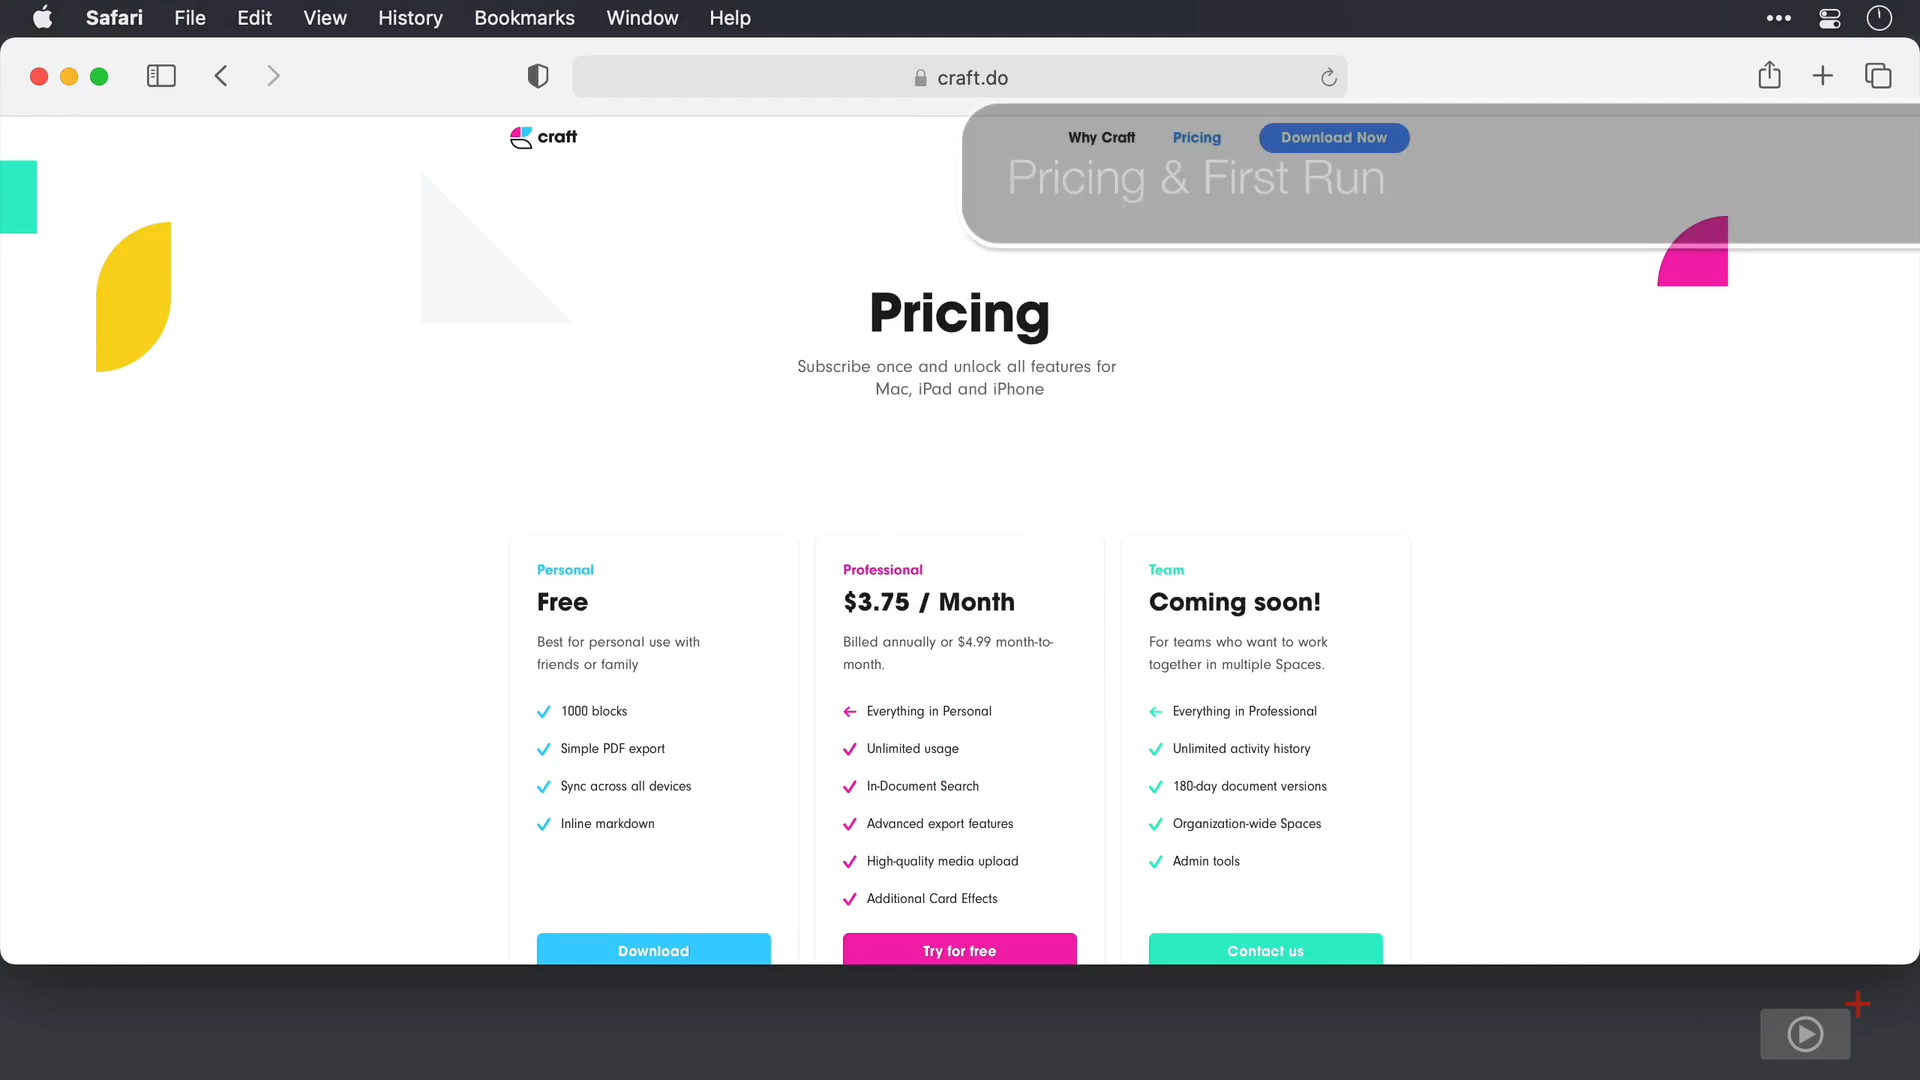 Safari File Edit View History Bookmarks Window Help
craft.do
craft
Why Craft Pricing Download Now
Pricing & First Run
Pricing
Subscribe once and unlock all features for
Mac, iPad and iPhone
Personal
Free
Best for personal use with
friends or family
1000 blocks
Simple PDF export
Sync across all devices
Inline markdown
Download
Professional
$3.75 / Month
Billed annually or $4.99 month-to-
month.
Everything in Personal
Unlimited usage
In-Document Search
Advanced export features
High-quality media upload
Additional Card Effects
Try for free
Team
Coming soon!
For teams who want to work
together in multiple Spaces.
Everything in Professional
Unlimited activity history
180-day document versions
Organization-wide Spaces
Admin tools
Contact us